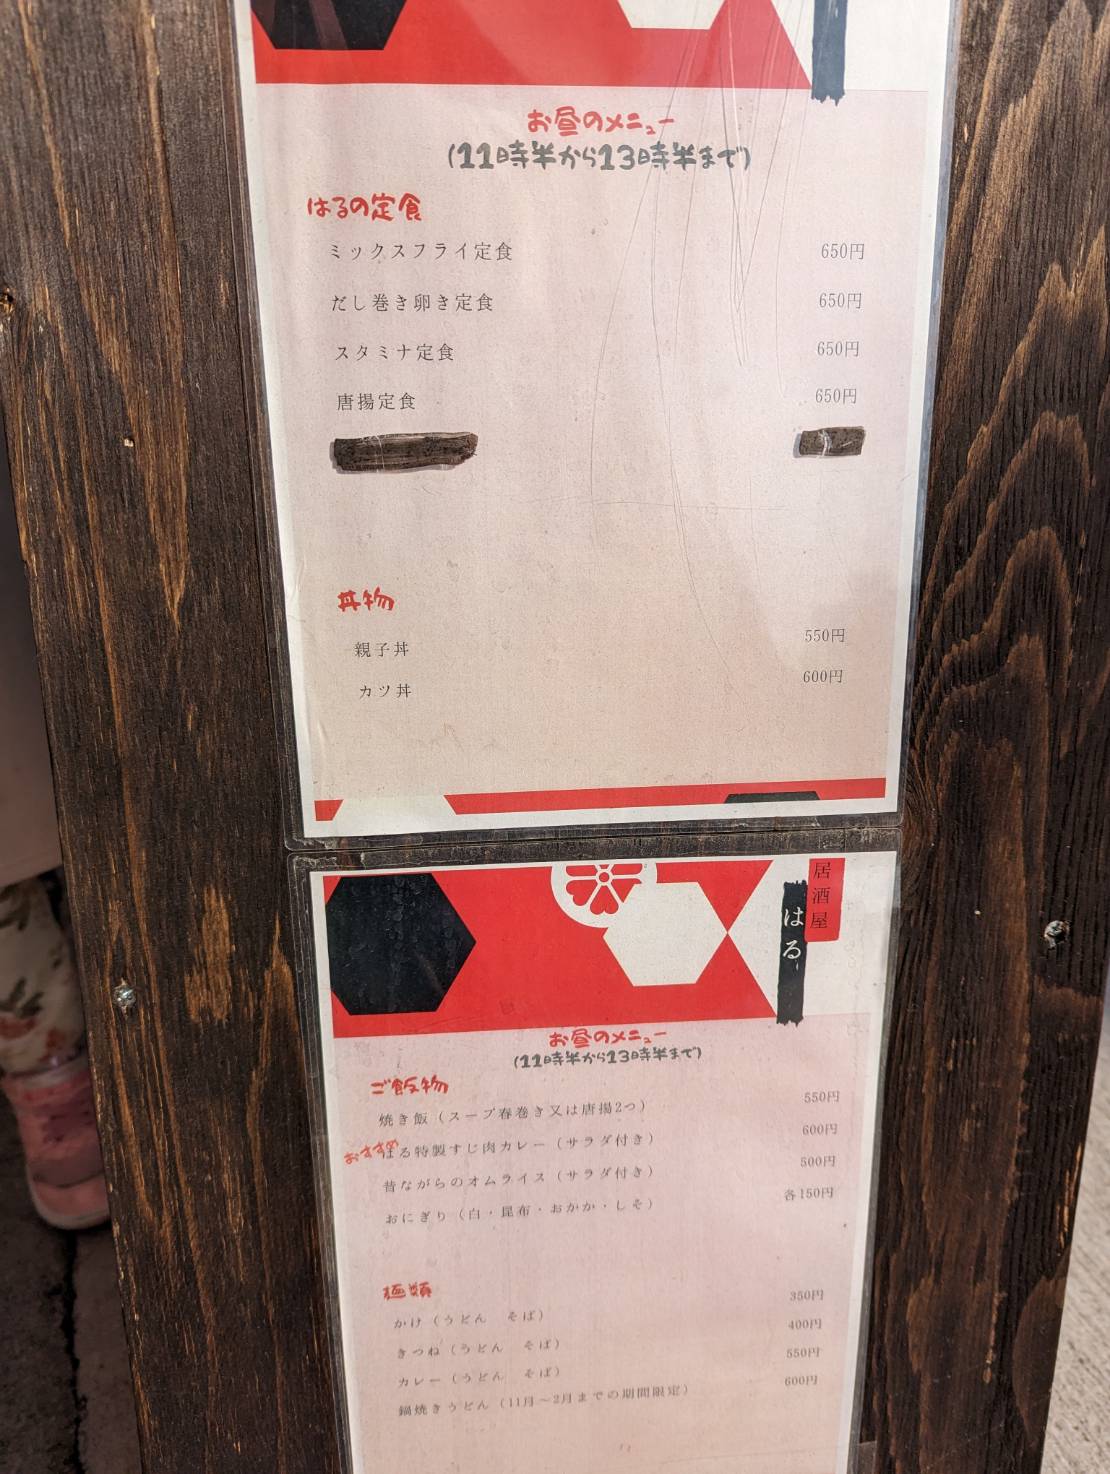 お昼のメニュー
(11時半から13時半まで)
はるの定食
ミックスフライ定食 650円
だし巻き卵き定食 650円
スタミナ定食 650円
唐揚定食 650円
丼物
親子丼 550円
カツ丼 600円
居酒屋
はる
お昼のメニュー
(11時半から13時半まで)
ご飯物
焼き飯（スープ春巻き又は唐揚2つ） 550円
おすすめ はる特製すじ肉カレー（サラダ付き） 600円
昔ながらのオムライス（サラダ付き） 500円
おにぎり（白・昆布・おかか・しそ） 各150円
麺類
かけ（うどん　そば） 350円
きつね（うどん　そば） 400円
カレー（うどん　そば） 550円
鍋焼きうどん（11月～2月までの期間限定） 600円